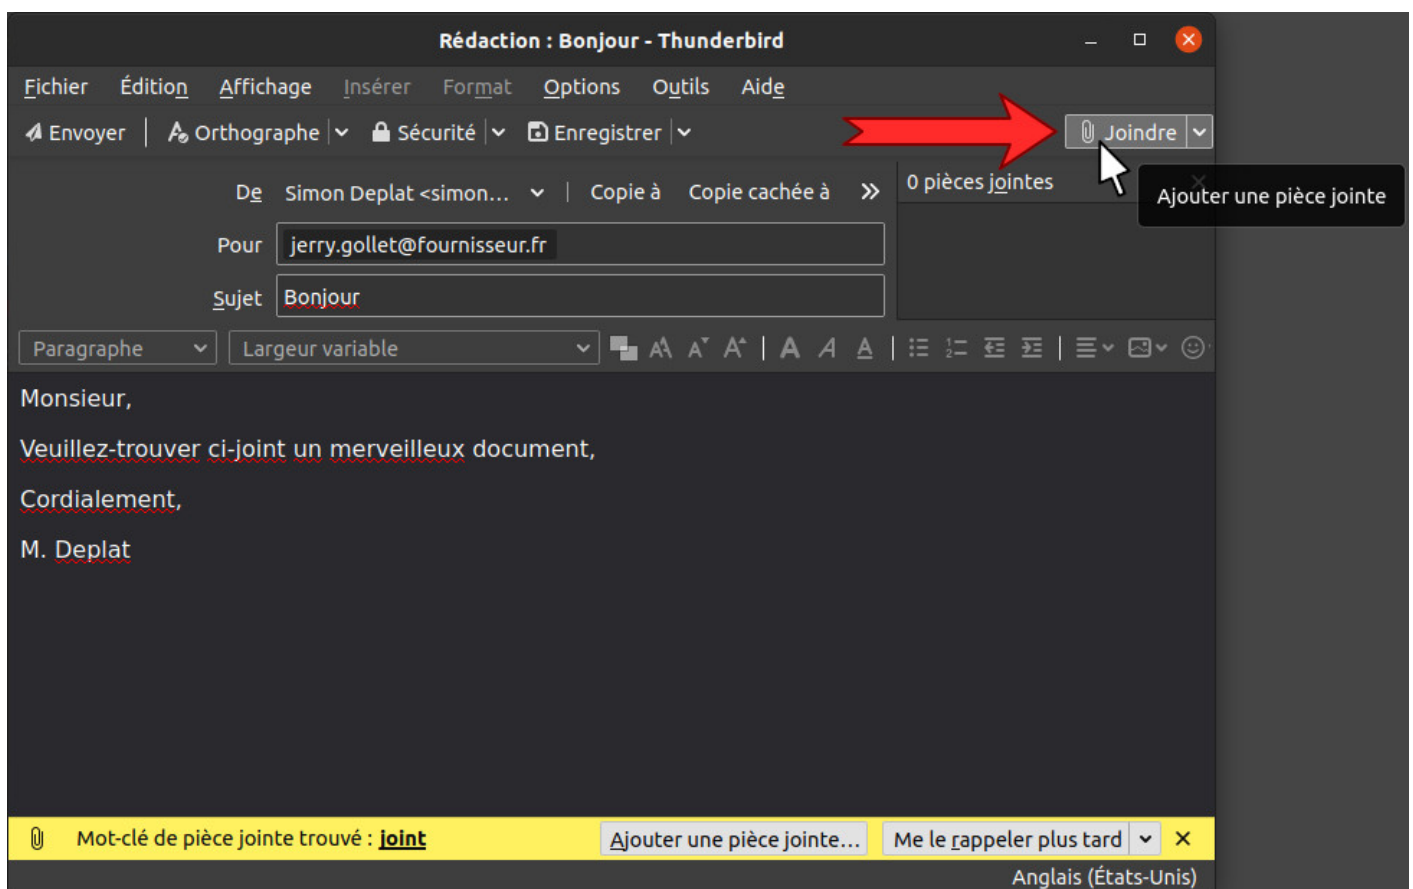 Rédaction : Bonjour - Thunderbird
Fichier Édition Affichage Insérer Format Options Outils Aide
Envoyer Orthographe Sécurité Enregistrer Joindre
Ajouter une pièce jointe
De Simon Deplat <simon... Copie à Copie cachée à 0 pièces jointes
Pour jerry.gollet@fournisseur.fr
Sujet Bonjour
Paragraphe Largeur variable
Monsieur,
Veuillez-trouver ci-joint un merveilleux document,
Cordialement,
M. Deplat
Mot-clé de pièce jointe trouvé : joint Ajouter une pièce jointe... Me le rappeler plus tard
Anglais (États-Unis)